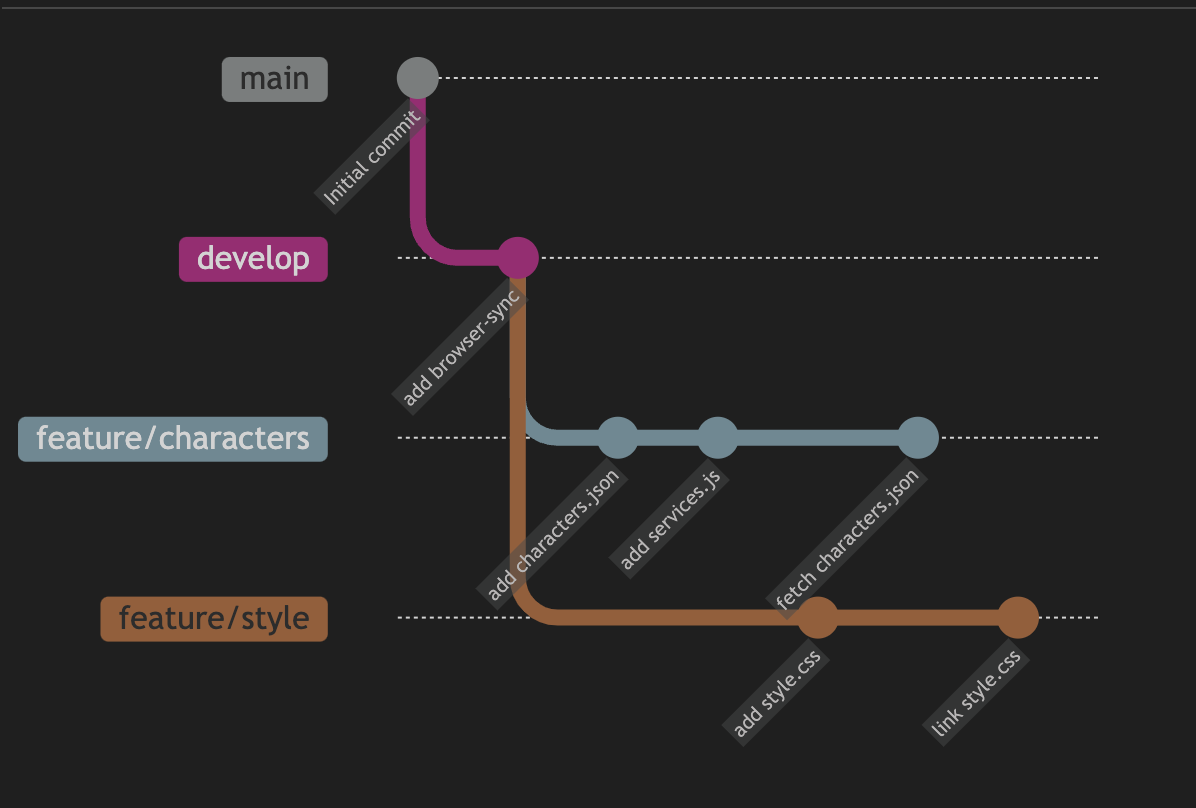 main
Initial commit
develop
add browser-sync
feature/characters
add characters.json
add services.js
fetch characters.json
feature/style
add style.css
link style.css